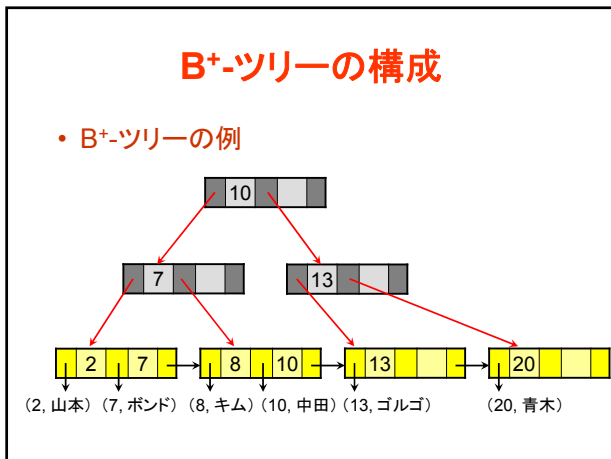 B+-ツリーの構成
• B+-ツリーの例
10
7
13
2 7 8 10 13 20
(2, 山本) (7, ボンド) (8, キム) (10, 中田) (13, ゴルゴ) (20, 青木)